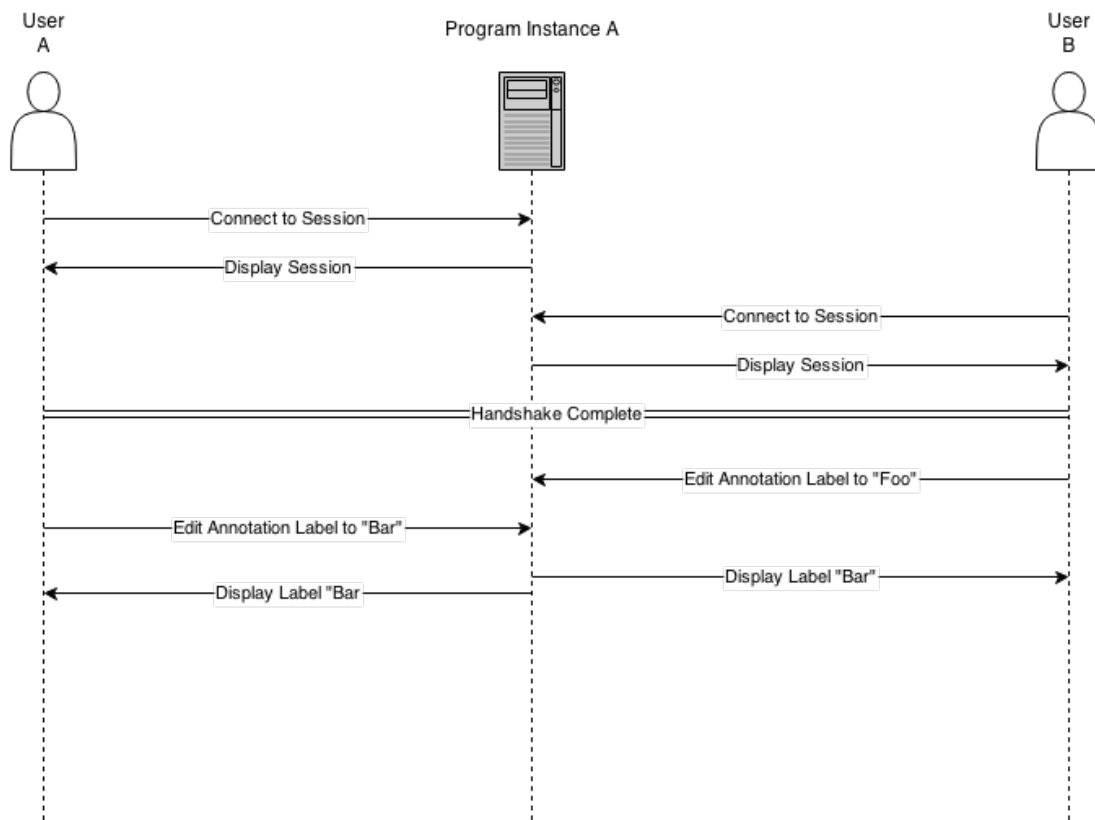 User
A
Program Instance A
User
B
Connect to Session
Display Session
Connect to Session
Display Session
Handshake Complete
Edit Annotation Label to "Foo"
Edit Annotation Label to "Bar"
Display Label "Bar"
Display Label "Bar